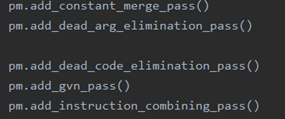 pm.add_constant_merge_pass()
pm.add_dead_arg_elimination_pass()
pm.add_dead_code_elimination_pass()
pm.add_gvn_pass()
pm.add_instruction_combining_pass()